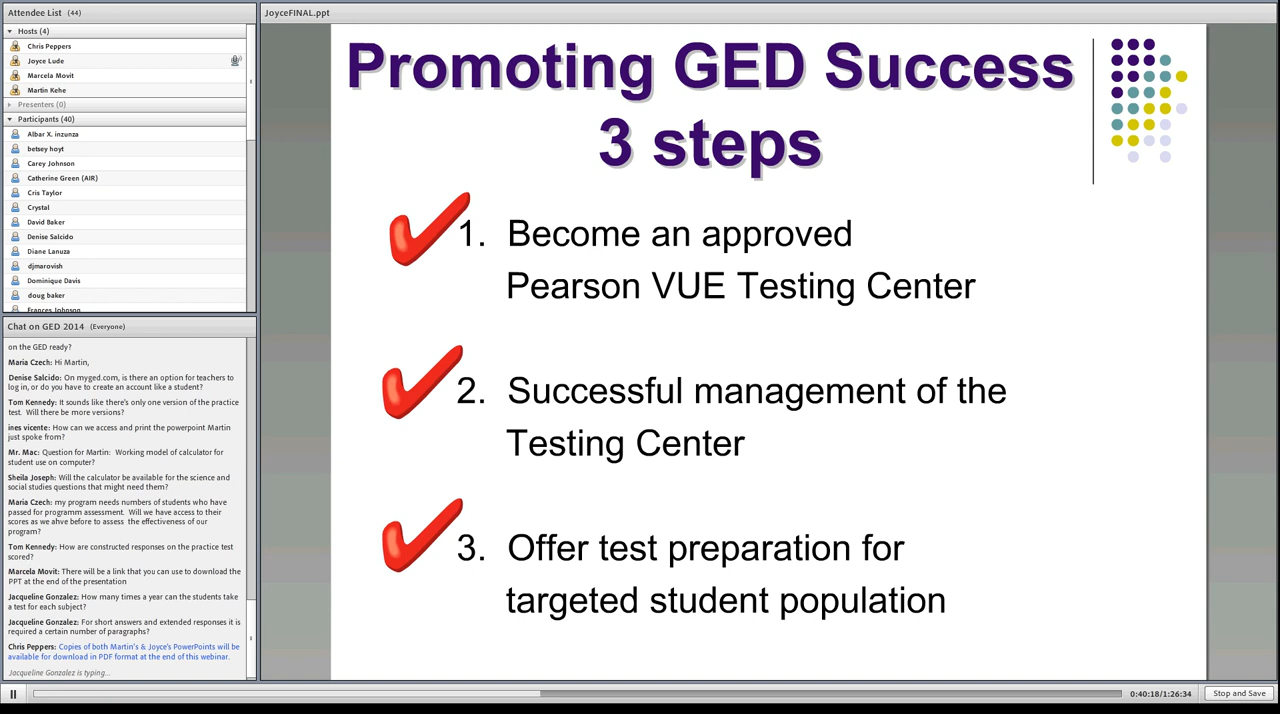 Attendee List (44)
Hosts (4)
Chris Peppers
Joyce Lude
Marcela Movit
Martin Kehe
Presenters (0)
Participants (40)
Albar X. inzunza
betsey hoyt
Carey Johnson
Catherine Green (AIR)
Cris Taylor
Crystal
David Baker
Denise Salcido
Diane Lanuza
djmarovish
Dominique Davis
doug baker
Frances Johnson
Chat on GED 2014 (Everyone)
on the GED ready?
Maria Czech: Hi Martin,
Denise Salcido: On myged.com, is there an option for teachers to
log in, or do you have to create an account like a student?
Tom Kennedy: It sounds like there's only one version of the practice
test. Will there be more versions?
ines vicente: How can we access and print the powerpoint Martin
just spoke from?
Mr. Mac: Question for Martin: Working model of calculator for
student use on computer?
Sheila Joseph: Will the calculator be available for the science and
social studies questions that might need them?
Maria Czech: my program needs numbers of students who have
passed for programm assessment. Will we have access to their
scores as we ahve before to assess the effectiveness of our
program?
Tom Kennedy: How are constructed responses on the practice test
scored?
Marcela Movit: There will be a link that you can use to download the
PPT at the end of the presentation
Jacqueline Gonzalez: How many times a year can the students take
a test for each subject?
Jacqueline Gonzalez: For short answers and extended responses it is
required a certain number of paragraphs?
Chris Peppers: Copies of both Martin's & Joyce's PowerPoints will be
available for download in PDF format at the end of this webinar.
Jacqueline Gonzalez is typing...
JoyceFINAL.ppt
Promoting GED Success
3 steps
1. Become an approved
Pearson VUE Testing Center
2. Successful management of the
Testing Center
3. Offer test preparation for
targeted student population
0:40:18/1:26:34
Stop and Save